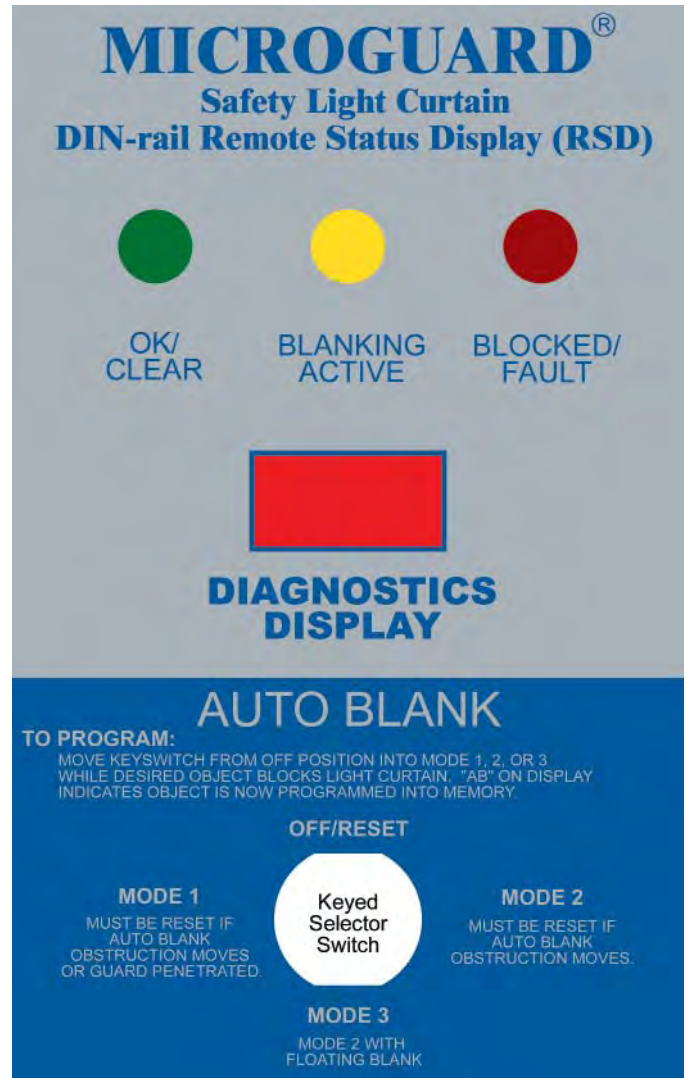 MICROGUARD®
Safety Light Curtain
DIN-rail Remote Status Display (RSD)
OK/
CLEAR
BLANKING
ACTIVE
BLOCKED/
FAULT
DIAGNOSTICS
DISPLAY
AUTO BLANK
TO PROGRAM:
MOVE KEYSWITCH FROM OFF POSITION INTO MODE 1, 2, OR 3
WHILE DESIRED OBJECT BLOCKS LIGHT CURTAIN. "AB" ON DISPLAY
INDICATES OBJECT IS NOW PROGRAMMED INTO MEMORY.
OFF/RESET
MODE 1
MUST BE RESET IF
AUTO BLANK
OBSTRUCTION MOVES
OR GUARD PENETRATED.
Keyed
Selector
Switch
MODE 2
MUST BE RESET IF
AUTO BLANK
OBSTRUCTION MOVES.
MODE 3
MODE 2 WITH
FLOATING BLANK